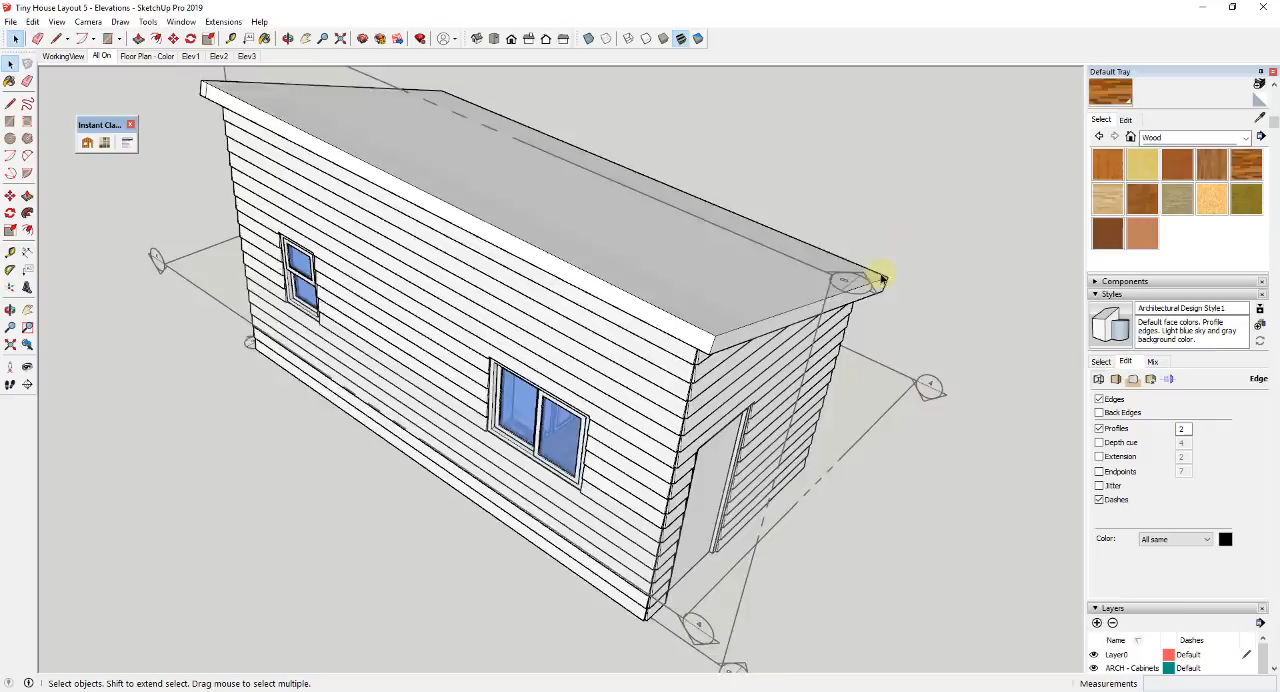 Tiny House Layout 5 - Elevations - SketchUp Pro 2019
File Edit View Camera Draw Tools Window Extensions Help
WorkingView All On Floor Plan - Color Elev1 Elev2 Elev3
Instant Cla...
Default Tray
Select Edit
Wood
Components
Styles
Architectural Design Style1
Default face colors. Profile
edges. Light blue sky and gray
background color.
Select Edit Mix
Edge
Edges
Back Edges
Profiles 2
Depth cue 4
Extension 2
Endpoints 7
Jitter
Dashes
Color: All same
Layers
Name Dashes
Layer0 Default
ARCH - Cabinets Default
Select objects. Shift to extend select. Drag mouse to select multiple.
Measurements